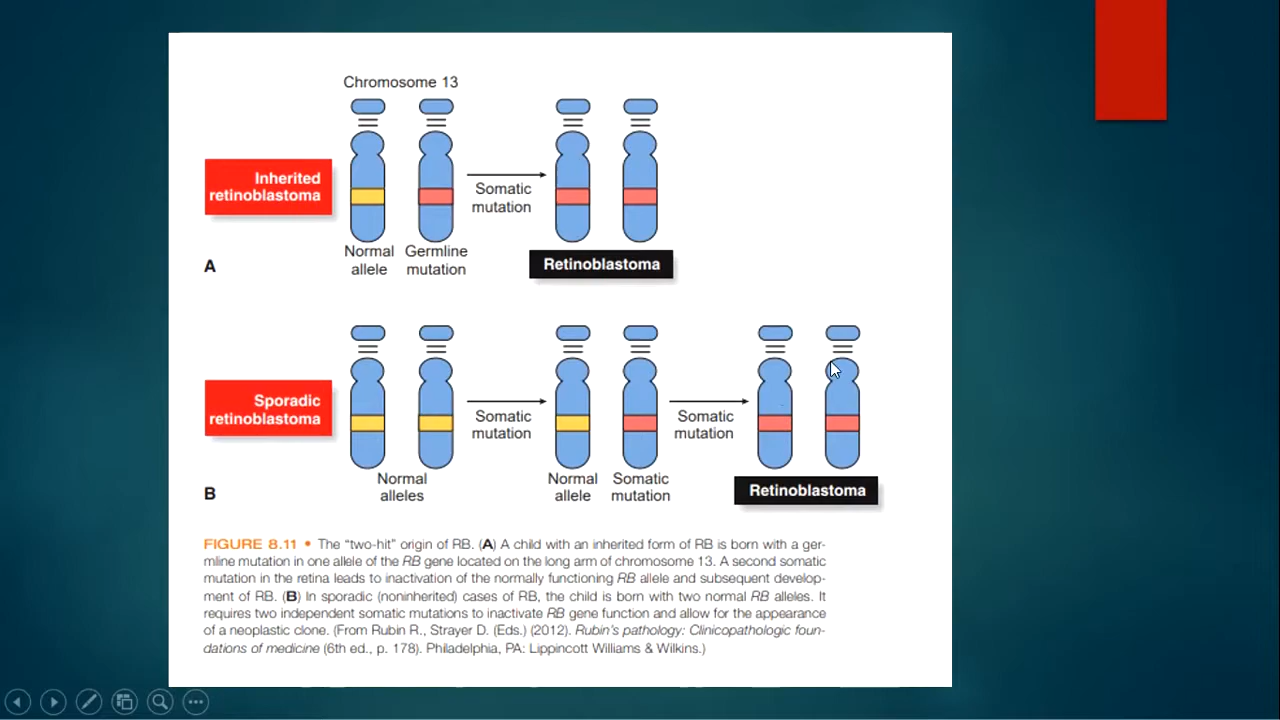 Chromosome 13
Inherited
retinoblastoma
Somatic
mutation
Normal
allele
Germline
mutation
Retinoblastoma
A
Sporadic
retinoblastoma
Somatic
mutation
Somatic
mutation
Normal
alleles
Normal
allele
Somatic
mutation
Retinoblastoma
B
FIGURE 8.11 • The “two-hit” origin of RB. (A) A child with an inherited form of RB is born with a ger-
mline mutation in one allele of the RB gene located on the long arm of chromosome 13. A second somatic
mutation in the retina leads to inactivation of the normally functioning RB allele and subsequent develop-
ment of RB. (B) In sporadic (noninherited) cases of RB, the child is born with two normal RB alleles. It
requires two independent somatic mutations to inactivate RB gene function and allow for the appearance
of a neoplastic clone. (From Rubin R., Strayer D. (Eds.) (2012). Rubin’s pathology: Clinicopathologic foun-
dations of medicine (6th ed., p. 178). Philadelphia, PA: Lippincott Williams & Wilkins.)